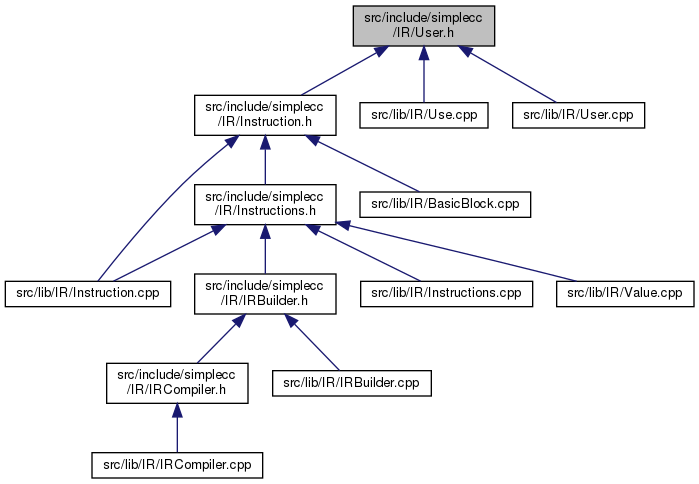 src/include/simplecc
/IR/User.h
src/include/simplecc
/IR/Instruction.h
src/lib/IR/Use.cpp
src/lib/IR/User.cpp
src/include/simplecc
/IR/Instructions.h
src/lib/IR/BasicBlock.cpp
src/lib/IR/Instruction.cpp
src/include/simplecc
/IR/IRBuilder.h
src/lib/IR/Instructions.cpp
src/lib/IR/Value.cpp
src/include/simplecc
/IR/IRCompiler.h
src/lib/IR/IRBuilder.cpp
src/lib/IR/IRCompiler.cpp